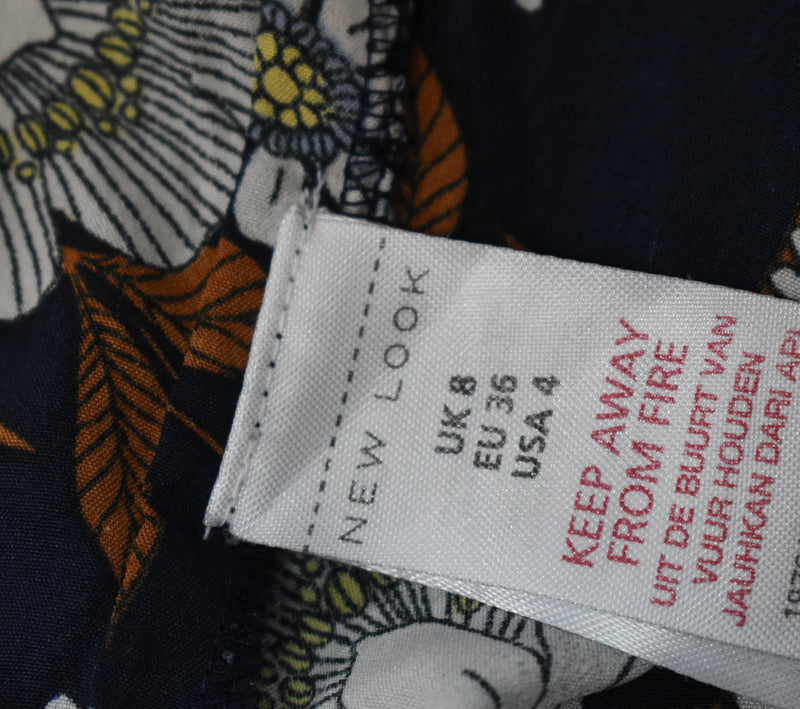 NEW LOOK
UK 8
EU 36
USA 4
KEEP AWAY
FROM FIRE
UIT DE BUURT VAN
VUUR HOUDEN
JAUHKAN DARI API